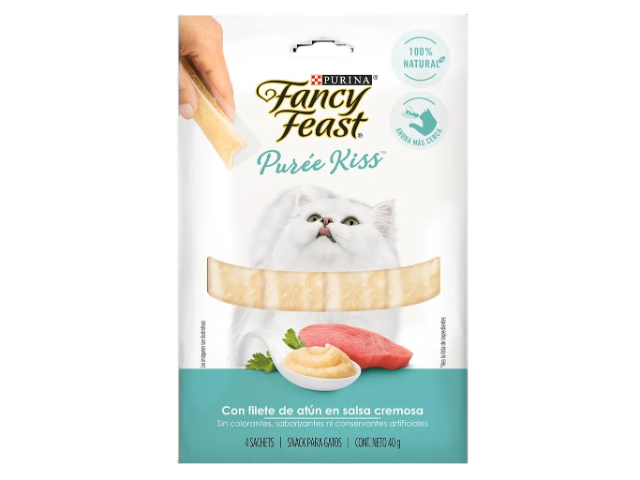 100%
NATURAL
PURINA®
Fancy
Feast®
Purée Kiss™
AHORA MÁS CERCA
Con filete de atún en salsa cremosa
Sin colorantes, saborizantes ni conservantes artificiales
4 SACHETS | SNACK PARA GATOS | CONT. NETO 40 g